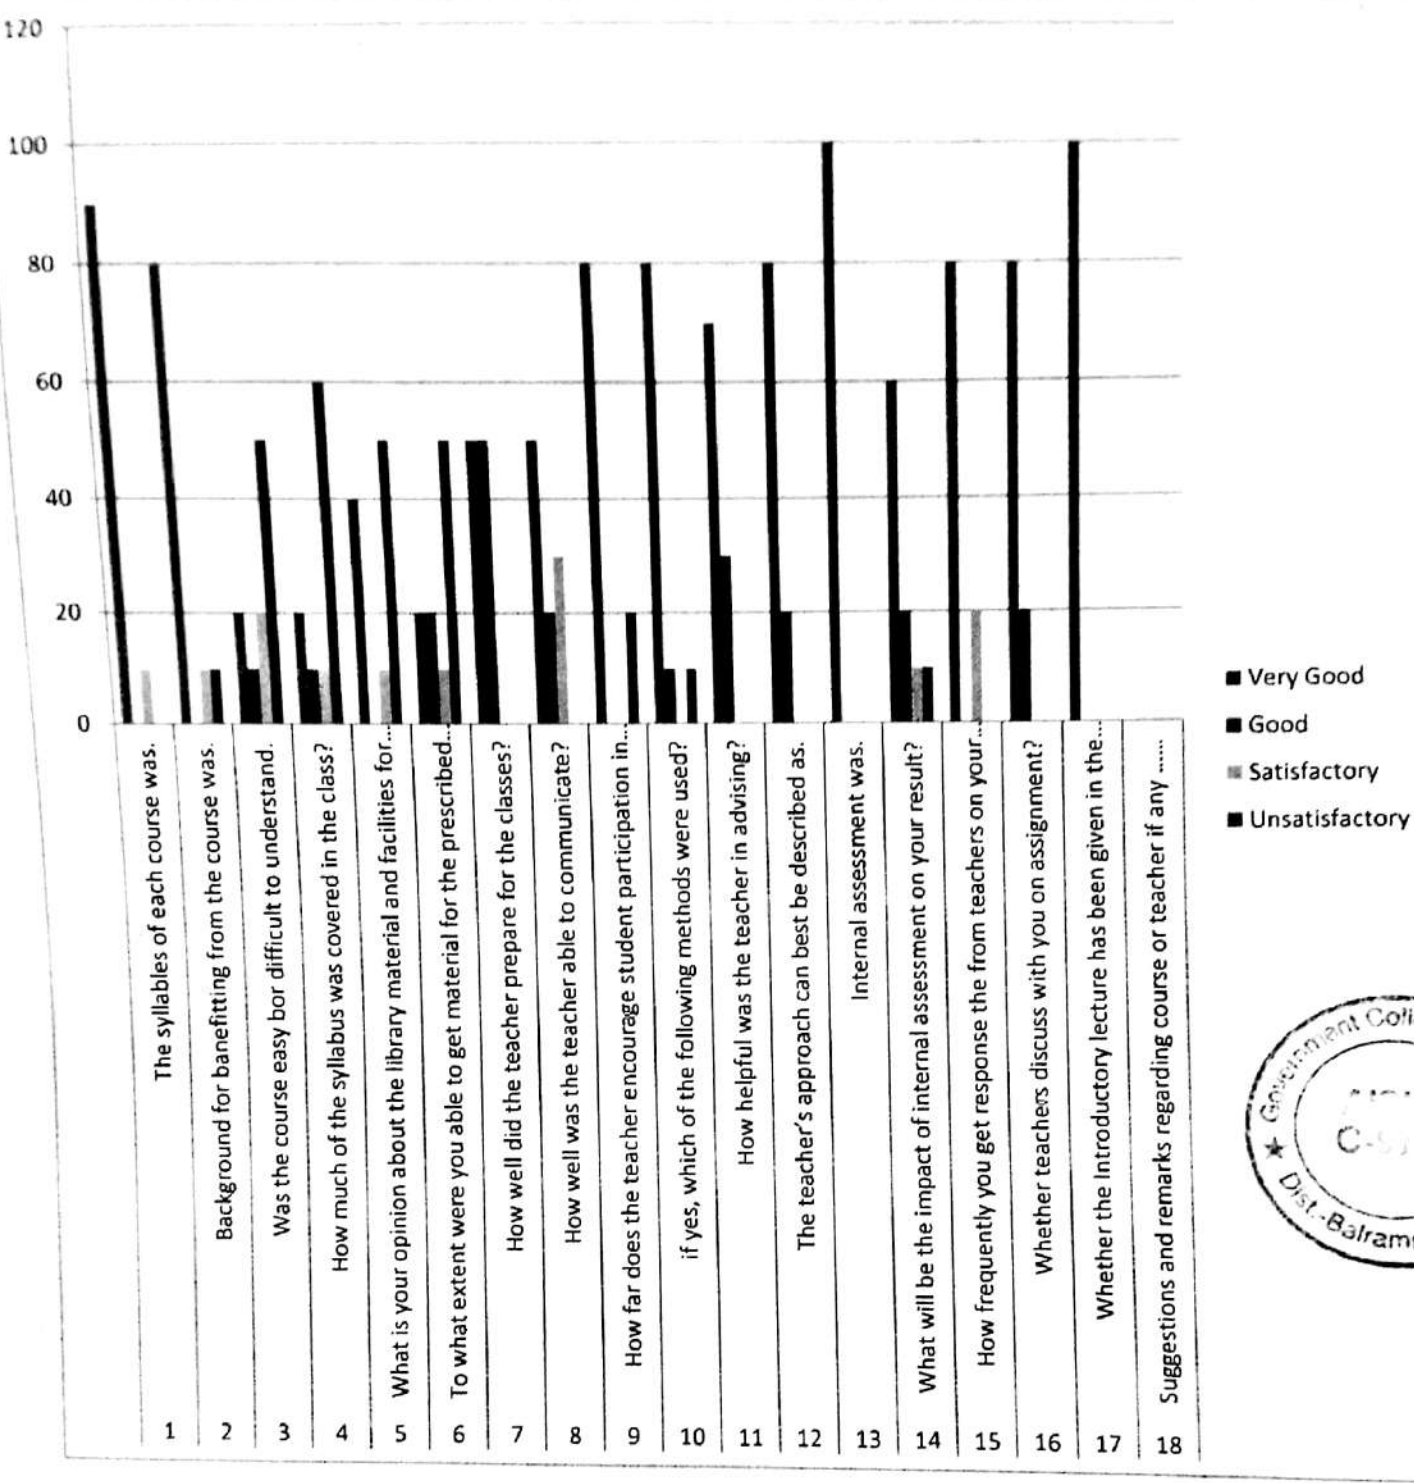 120
100
80
60
40
20
0
Very Good
Good
Satisfactory
Unsatisfactory
The syllables of each course was.
Background for banefitting from the course was.
Was the course easy bor difficult to understand.
How much of the syllabus was covered in the class?
What is your opinion about the library material and facilities for...
To what extent were you able to get material for the prescribed...
How well did the teacher prepare for the classes?
How well was the teacher able to communicate?
How far does the teacher encourage student participation in...
if yes, which of the following methods were used?
How helpful was the teacher in advising?
The teacher's approach can best be described as.
Internal assessment was.
What will be the impact of internal assessment on your result?
How frequently you get response the from teachers on your...
Whether teachers discuss with you on assignment?
Whether the Introductory lecture has been given in the...
Suggestions and remarks regarding course or teacher if any ......
1 2 3 4 5 6 7 8 9 10 11 12 13 14 15 16 17 18
Government
Dist.-